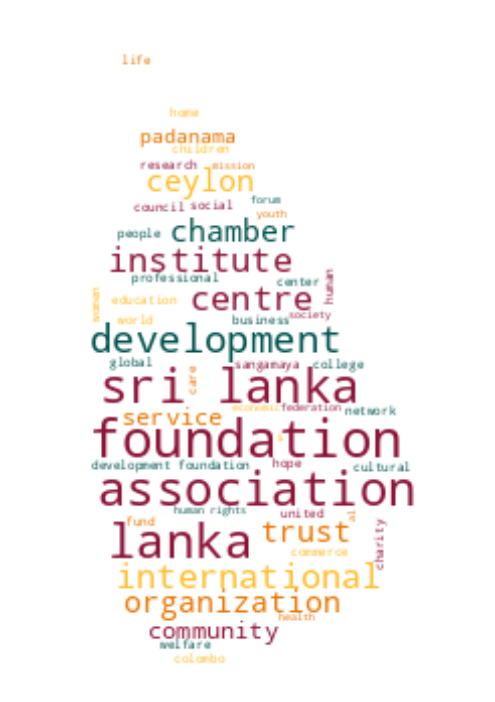 life
home
padanama
children
research mission
ceylon
forum
council social
youth
people chamber
institute
professional center human
women education centre
society
world business
development
global sangamaya college
care
sri lanka
economic federation network
service
foundation
development foundation hope cultural
association
human rights united
fund al
lanka trust charity
commerce
international
organization
health
community
welfare
colombo